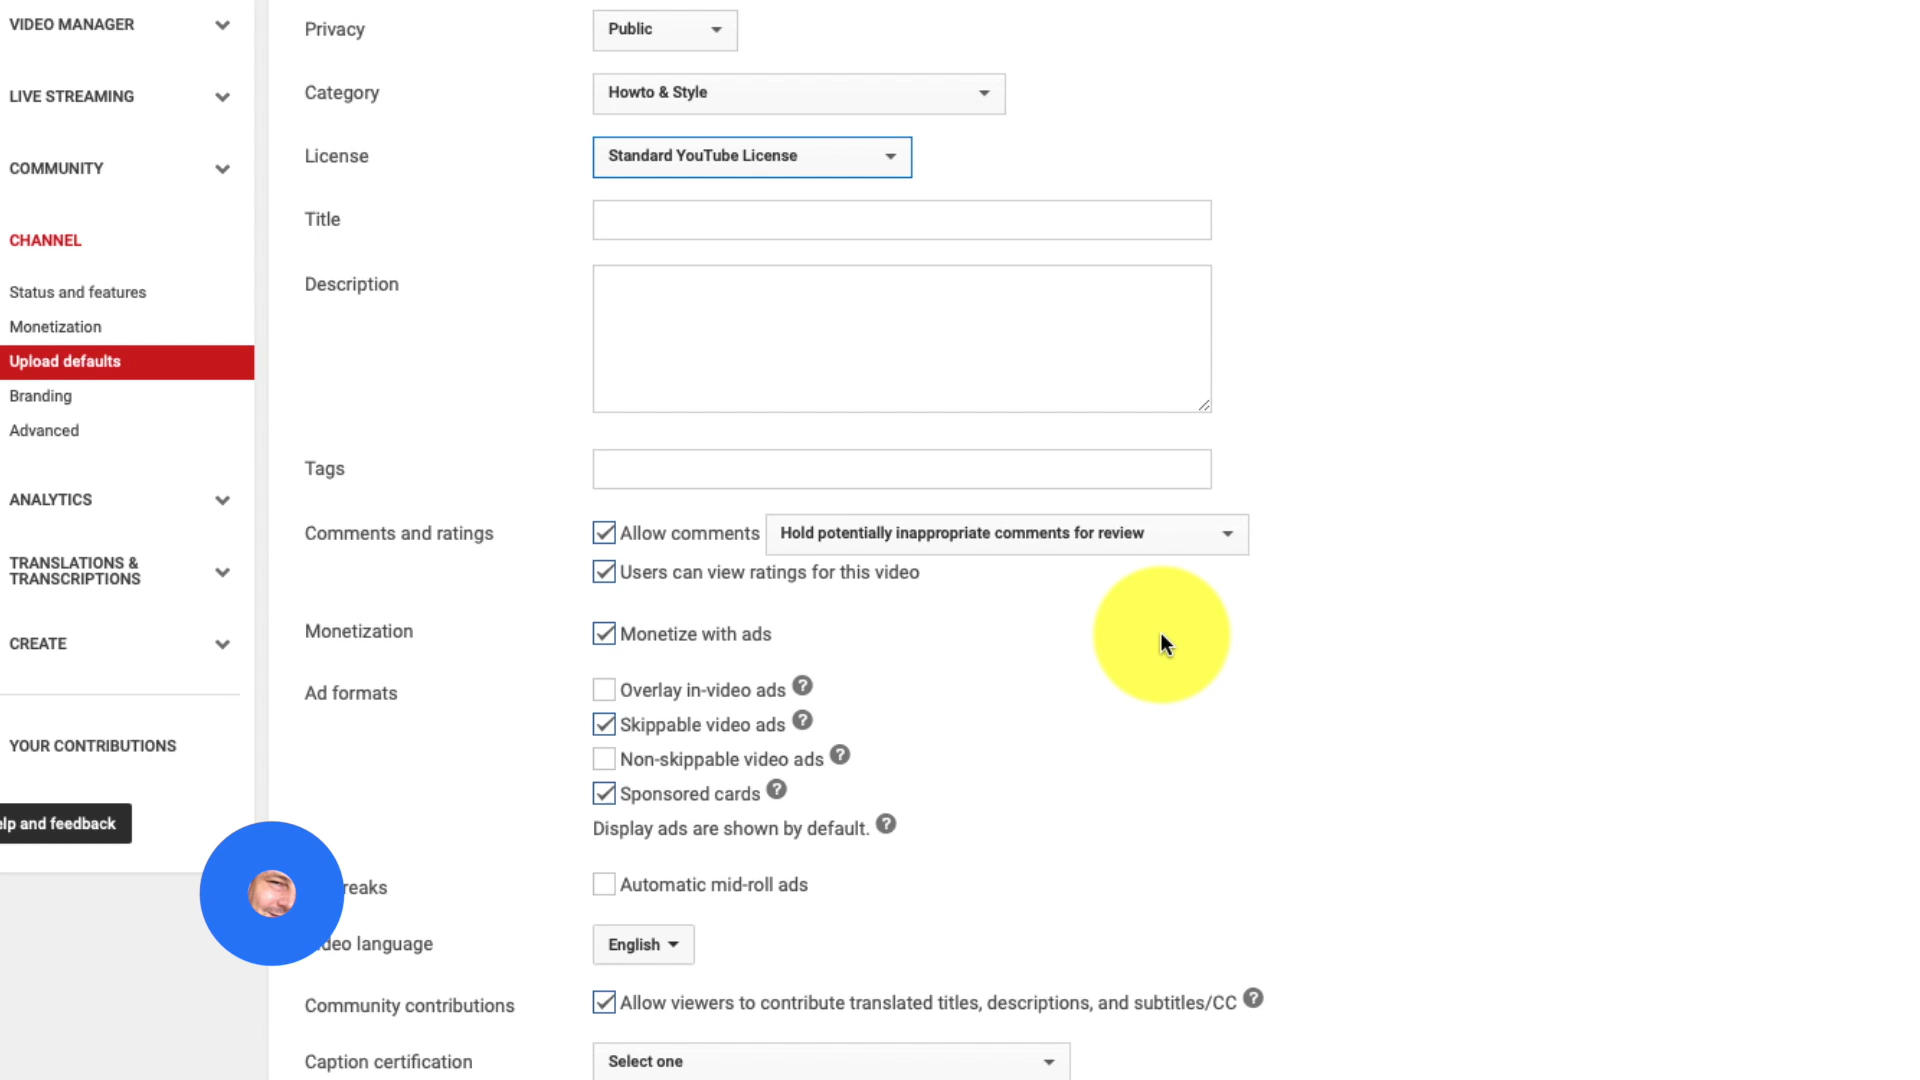 VIDEO MANAGER
LIVE STREAMING
COMMUNITY
CHANNEL
Status and features
Monetization
Upload defaults
Branding
Advanced
ANALYTICS
TRANSLATIONS &
TRANSCRIPTIONS
CREATE
YOUR CONTRIBUTIONS
elp and feedback
Privacy Public
Category Howto & Style
License Standard YouTube License
Title
Description
Tags
Comments and ratings Allow comments Hold potentially inappropriate comments for review
Users can view ratings for this video
Monetization Monetize with ads
Ad formats Overlay in-video ads ?
Skippable video ads ?
Non-skippable video ads ?
Sponsored cards ?
Display ads are shown by default. ?
reaks Automatic mid-roll ads
deo language English
Community contributions Allow viewers to contribute translated titles, descriptions, and subtitles/CC ?
Caption certification Select one